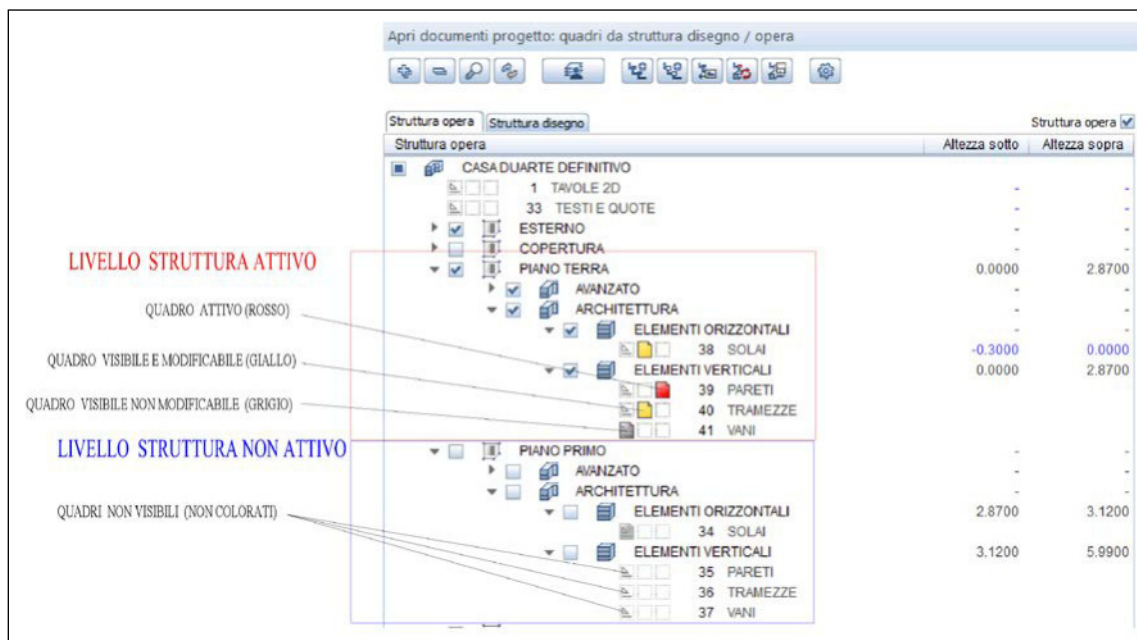 Apri documenti progetto: quadri da struttura disegno / opera
Struttura opera Struttura disegno Struttura opera
Struttura opera Altezza sotto Altezza sopra
CASA DUARTE DEFINITIVO
1 TAVOLE 2D - -
33 TESTI E QUOTE - -
ESTERNO - -
COPERTURA - -
LIVELLO STRUTTURA ATTIVO
PIANO TERRA 0.0000 2.8700
AVANZATO - -
QUADRO ATTIVO (ROSSO)
ARCHITETTURA - -
ELEMENTI ORIZZONTALI - -
38 SOLAI -0.3000 0.0000
QUADRO VISIBILE E MODIFICABILE (GIALLO)
ELEMENTI VERTICALI 0.0000 2.8700
39 PARETI
QUADRO VISIBILE NON MODIFICABILE (GRIGIO)
40 TRAMEZZE
41 VANI
LIVELLO STRUTTURA NON ATTIVO
PIANO PRIMO - -
AVANZATO - -
ARCHITETTURA - -
QUADRI NON VISIBILI (NON COLORATI)
ELEMENTI ORIZZONTALI 2.8700 3.1200
34 SOLAI
ELEMENTI VERTICALI 3.1200 5.9900
35 PARETI
36 TRAMEZZE
37 VANI